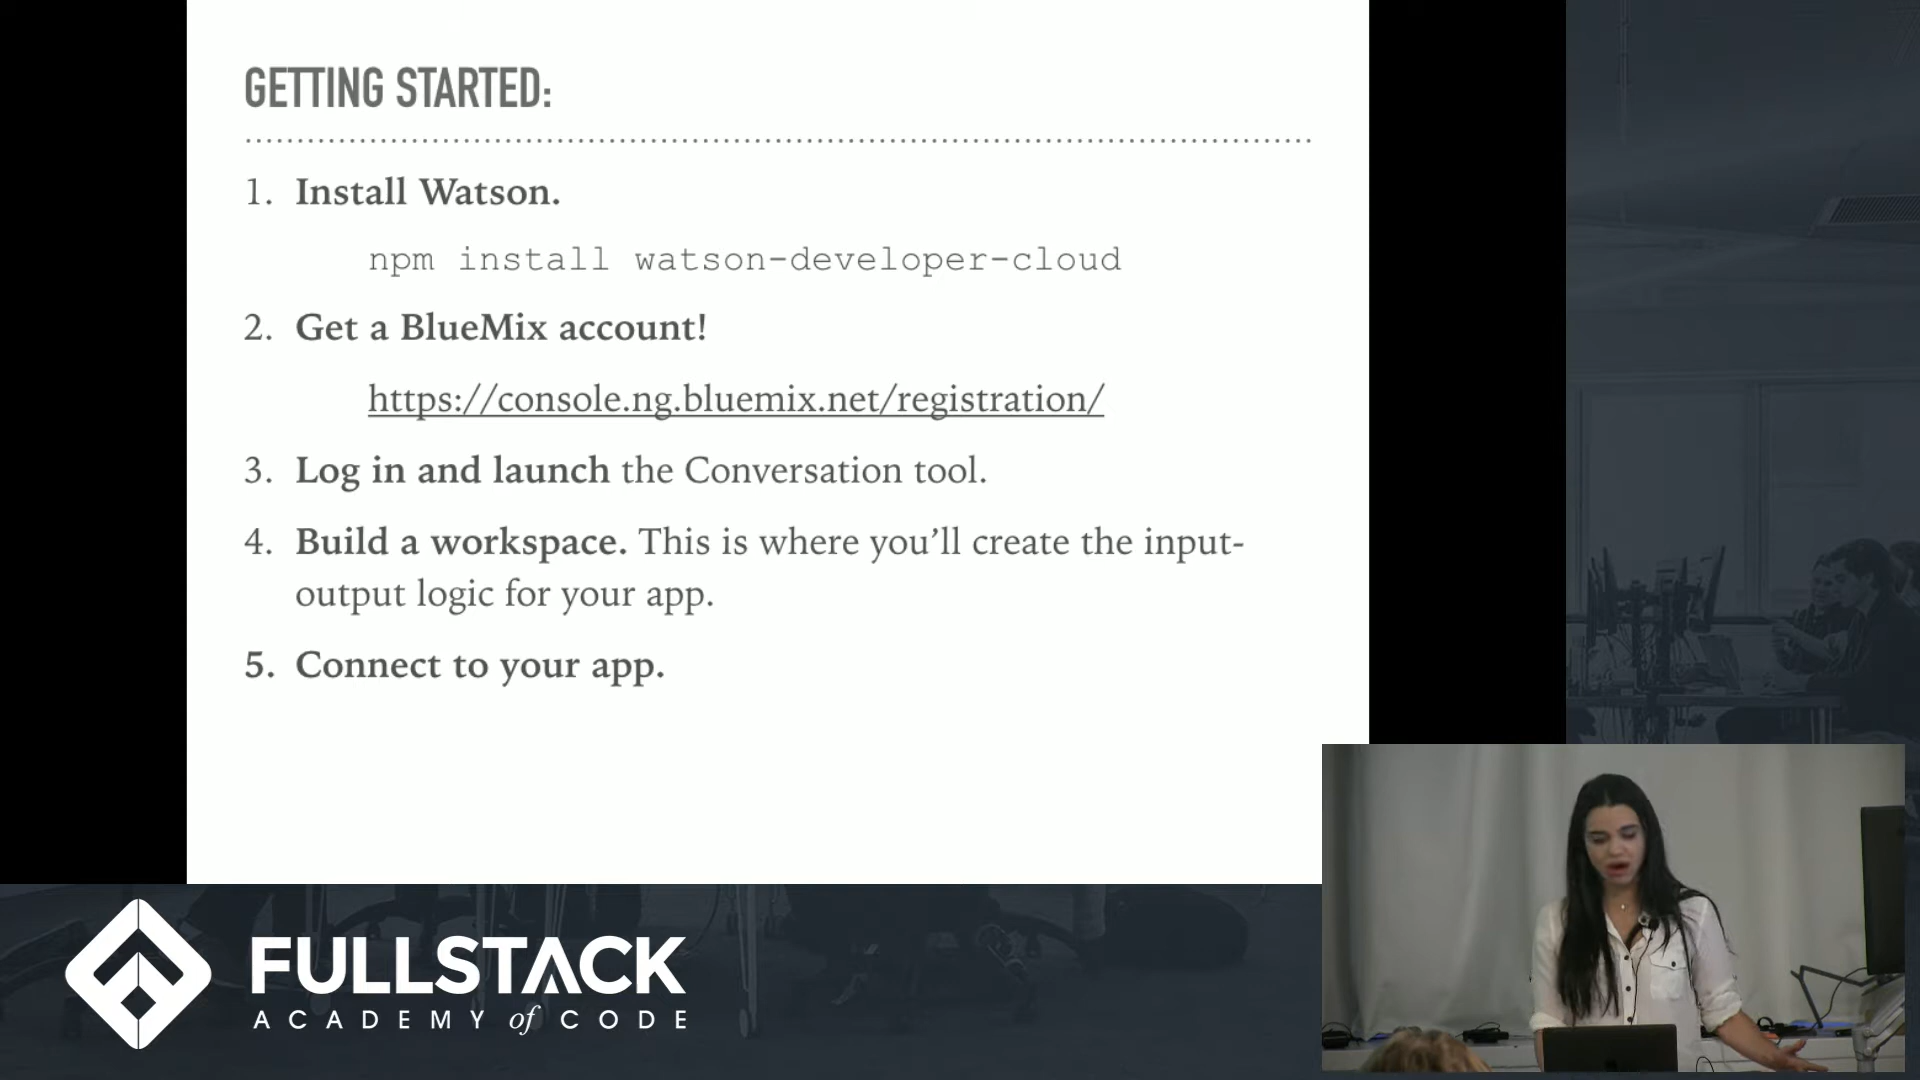 GETTING STARTED:
1. Install Watson.
npm install watson-developer-cloud
2. Get a BlueMix account!
https://console.ng.bluemix.net/registration/
3. Log in and launch the Conversation tool.
4. Build a workspace. This is where you’ll create the input-
output logic for your app.
5. Connect to your app.
FULLSTACK
ACADEMY of CODE